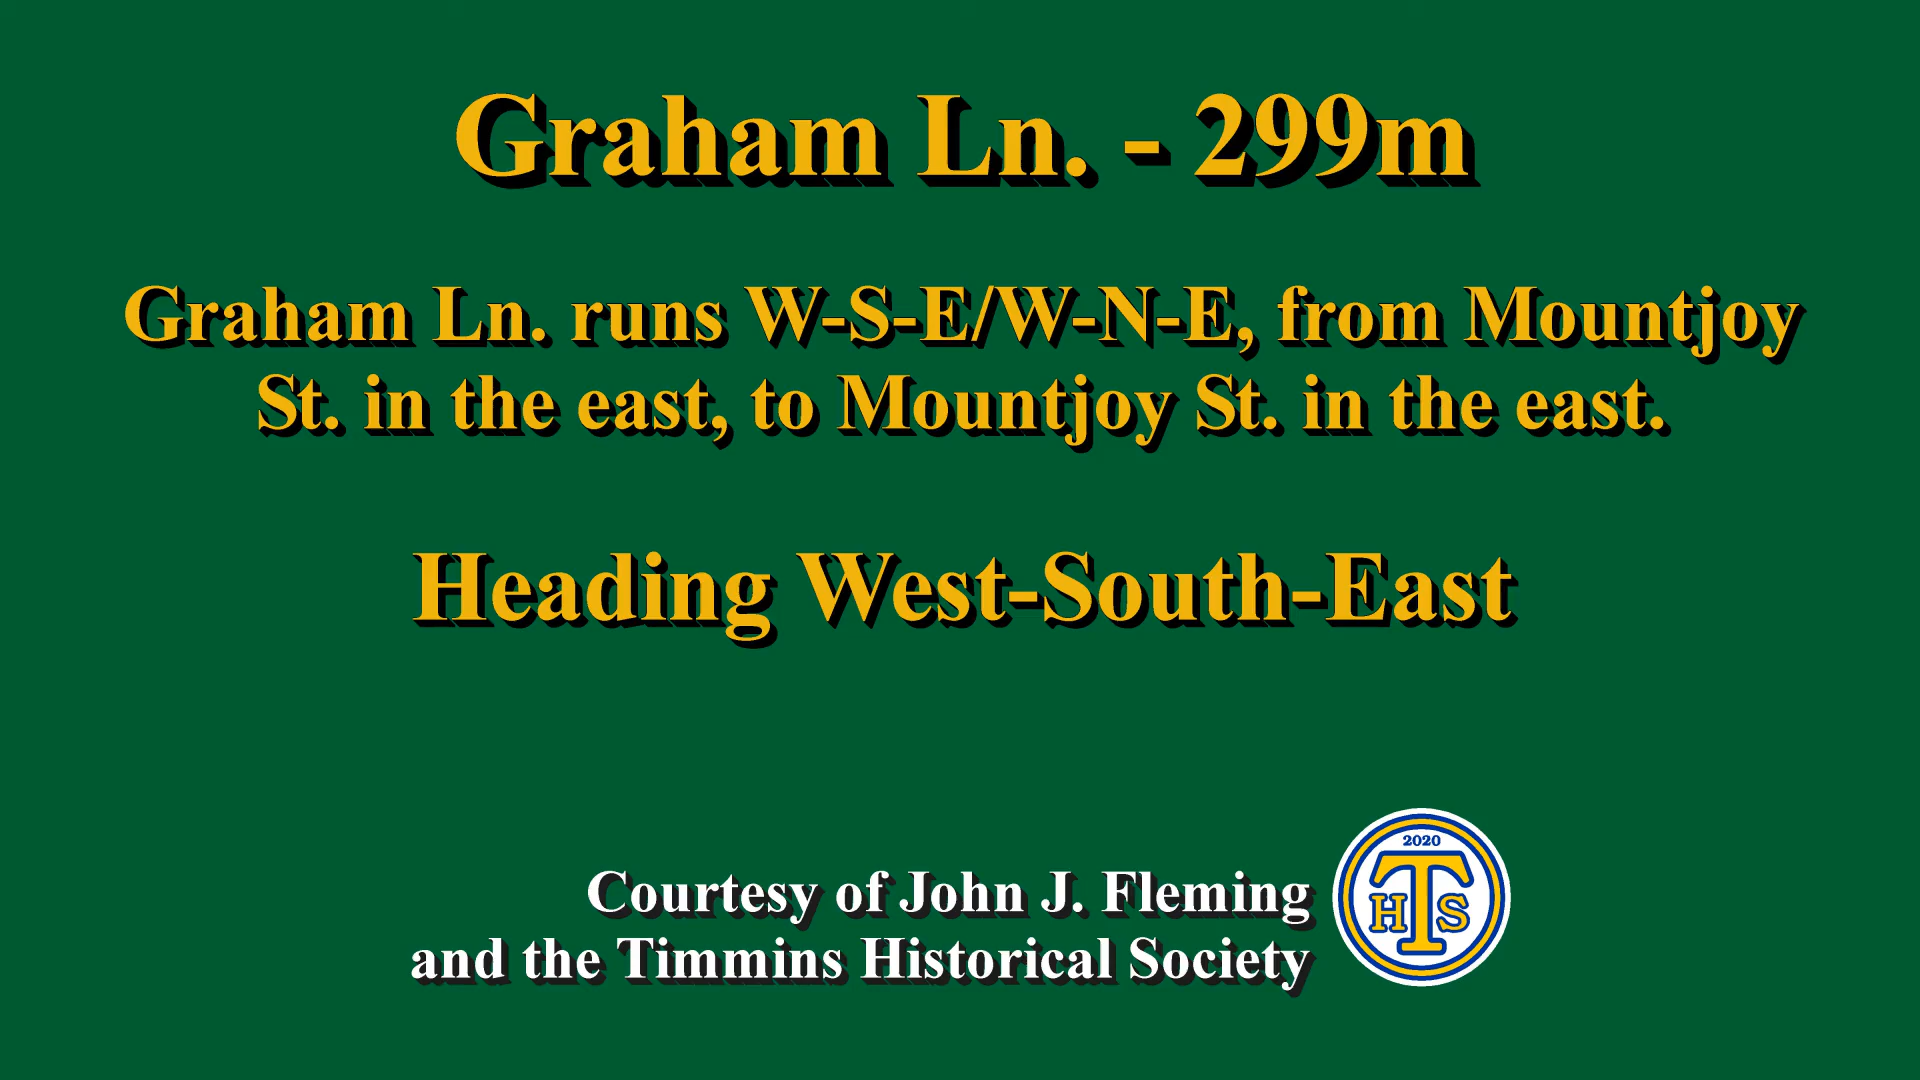 Graham Ln. - 299m
Graham Ln. runs W-S-E/W-N-E, from Mountjoy
St. in the east, to Mountjoy St. in the east.
Heading West-South-East
Courtesy of John J. Fleming
and the Timmins Historical Society
2020
T
H S